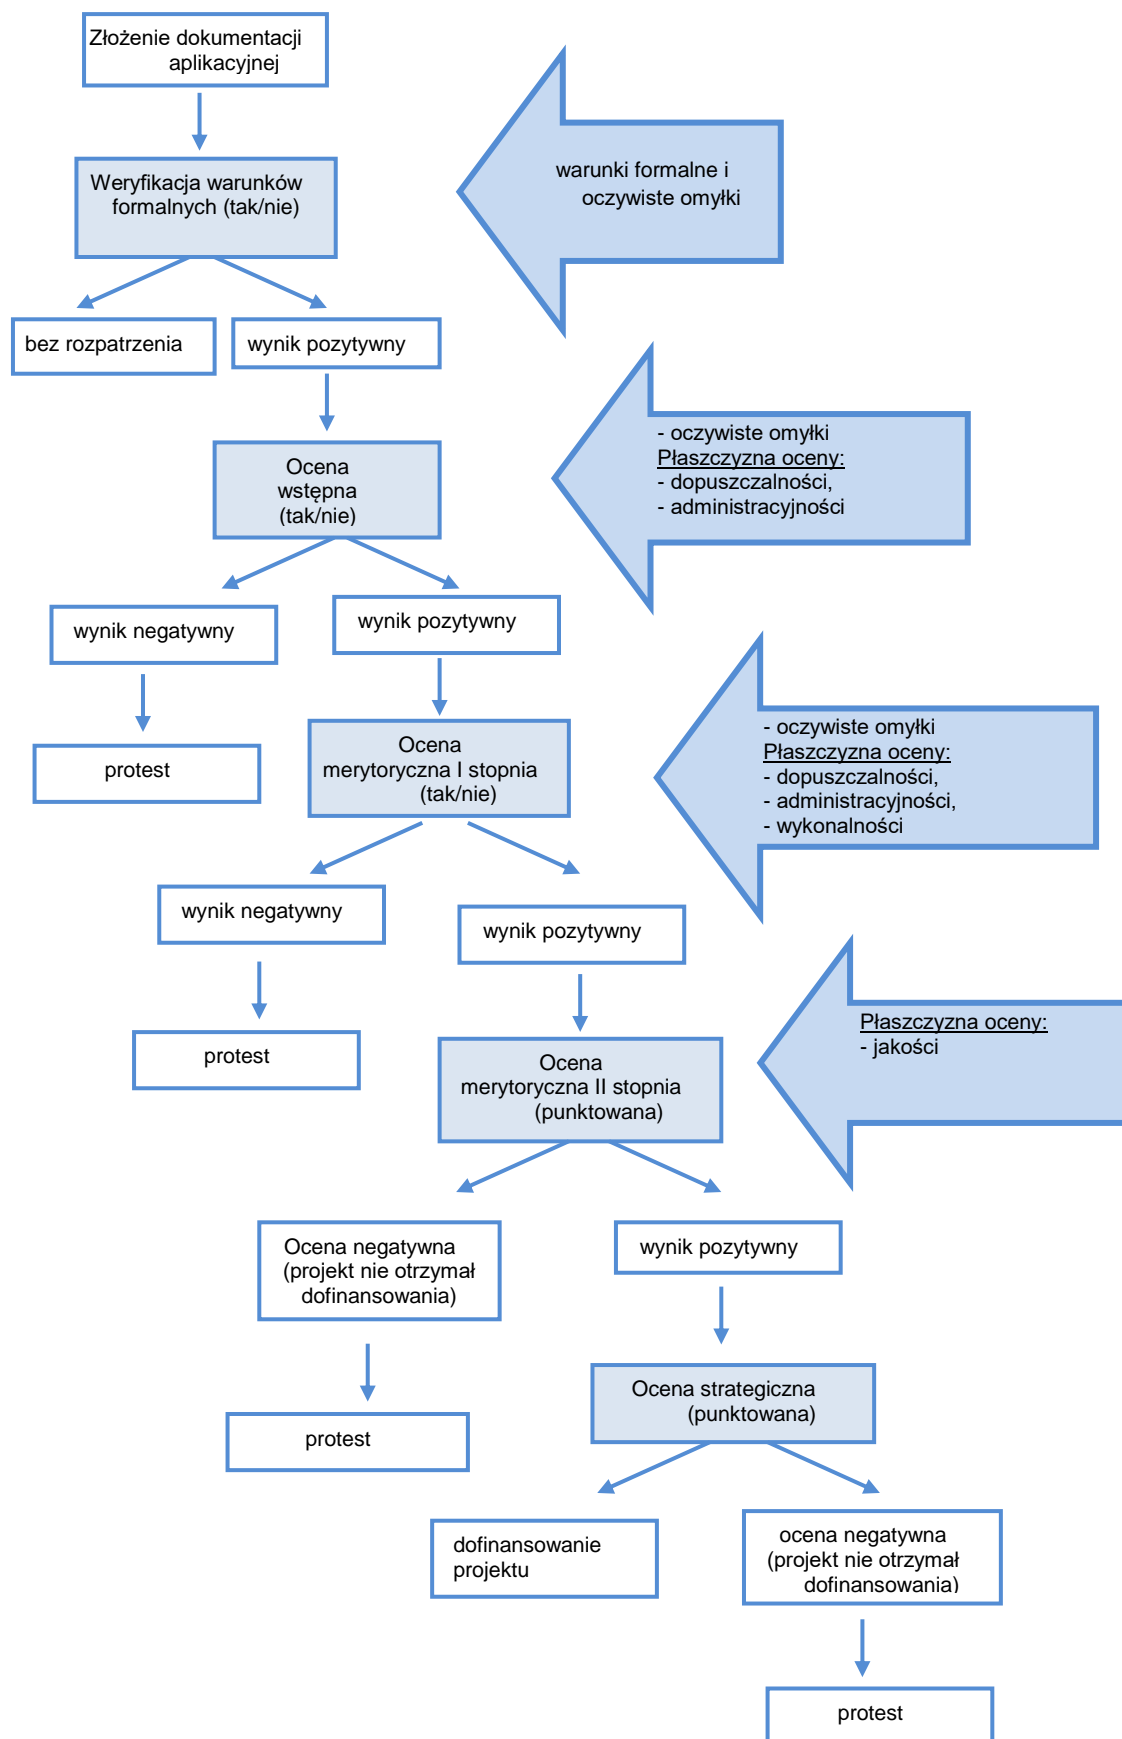 Złożenie dokumentacji
aplikacyjnej
Weryfikacja warunków
formalnych (tak/nie)
warunki formalne i
oczywiste omyłki
bez rozpatrzenia
wynik pozytywny
Ocena
wstępna
(tak/nie)
- oczywiste omyłki
Płaszczyzna oceny:
- dopuszczalności,
- administracyjności
wynik negatywny
wynik pozytywny
protest
Ocena
merytoryczna I stopnia
(tak/nie)
- oczywiste omyłki
Płaszczyzna oceny:
- dopuszczalności,
- administracyjności,
- wykonalności
wynik negatywny
wynik pozytywny
protest
Ocena
merytoryczna II stopnia
(punktowana)
Płaszczyzna oceny:
- jakości
Ocena negatywna
(projekt nie otrzymał
dofinansowania)
wynik pozytywny
protest
Ocena strategiczna
(punktowana)
dofinansowanie
projektu
ocena negatywna
(projekt nie otrzymał
dofinansowania)
protest